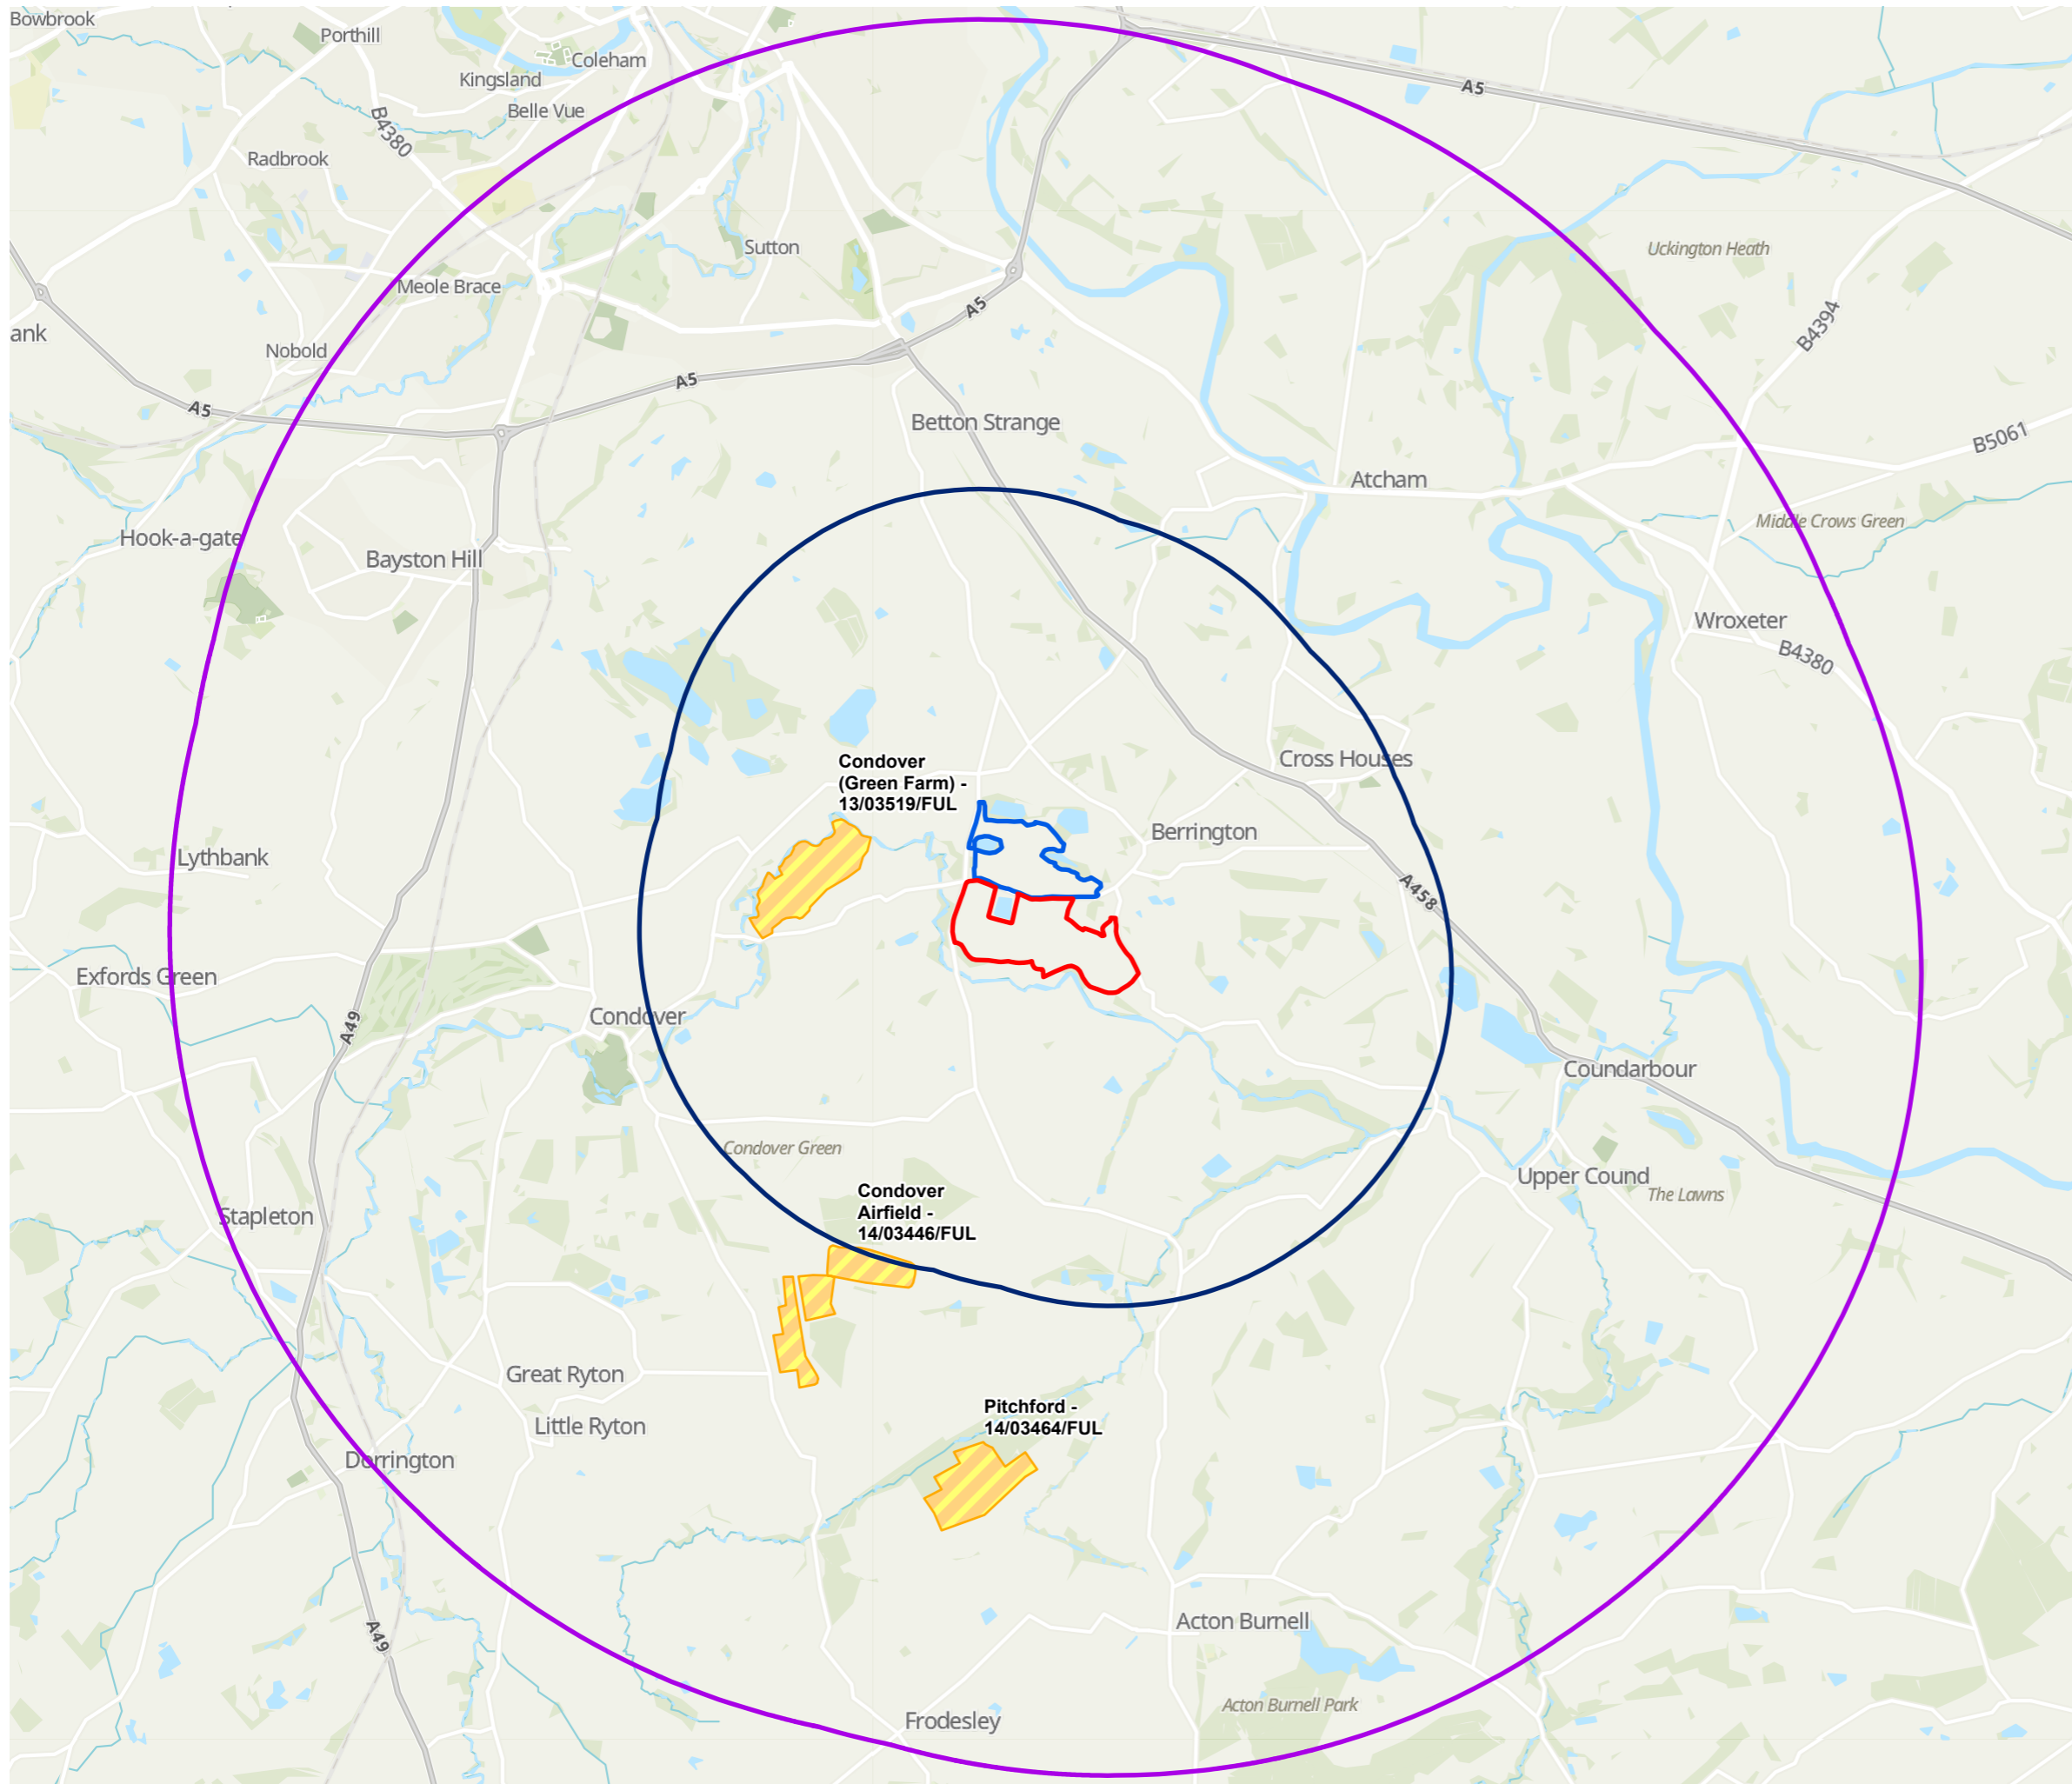 Bowbrook
Porthill
Coleham
Kingsland
Belle Vue
B4380
A5
Radbrook
Sutton
Uckington Heath
Meole Brace
A5
B4394
ank
Nobold
A5
A5
Betton Strange
B5061
Atcham
Middle Crows Green
Hook-a-gate
Bayston Hill
Wroxeter
B4380
Condover
(Green Farm) -
13/03519/FUL
Cross Houses
Berrington
Lythbank
A458
Exfords Green
Condover
A49
Coundarbour
Condover Green
Upper Cound
The Lawns
Condover
Airfield -
14/03446/FUL
Stapleton
Great Ryton
Pitchford -
14/03464/FUL
Little Ryton
Dorrington
Acton Burnell
A49
Acton Burnell Park
Frodesley